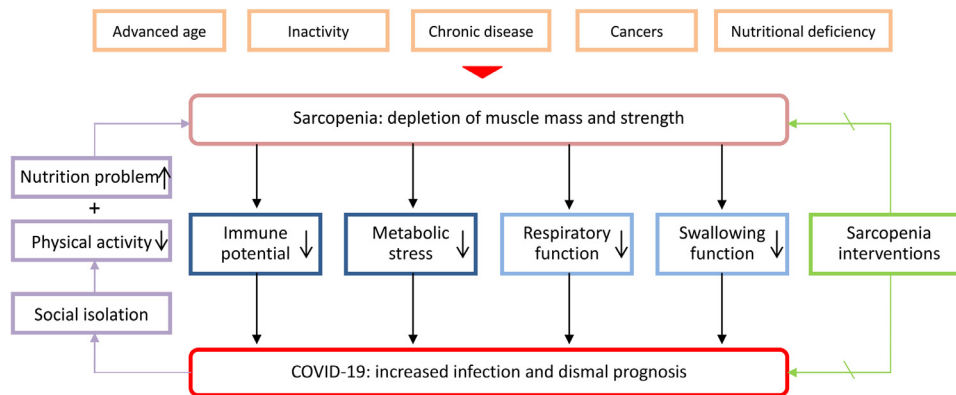 Advanced age
Inactivity
Chronic disease
Cancers
Nutritional deficiency
Sarcopenia: depletion of muscle mass and strength
Nutrition problem
+
Physical activity
Social isolation
Immune
potential
Metabolic
stress
Respiratory
function
Swallowing
function
Sarcopenia
interventions
COVID-19: increased infection and dismal prognosis